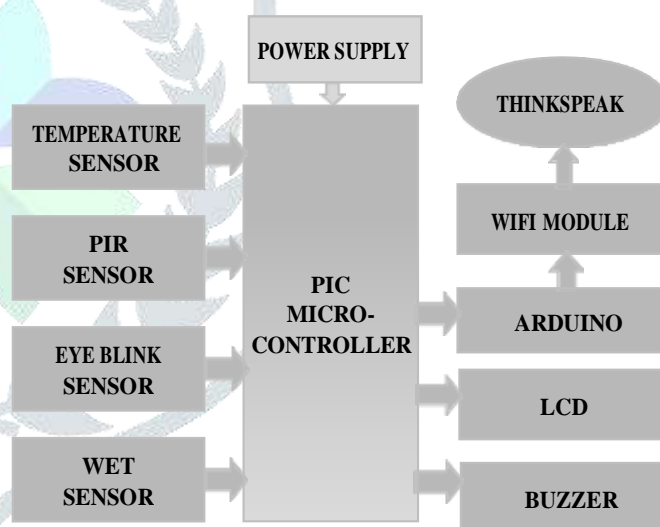 POWER SUPPLY
THINKSPEAK
TEMPERATURE
SENSOR
WIFI MODULE
PIR
SENSOR
PIC
MICRO-
CONTROLLER
ARDUINO
EYE BLINK
SENSOR
LCD
WET
SENSOR
BUZZER